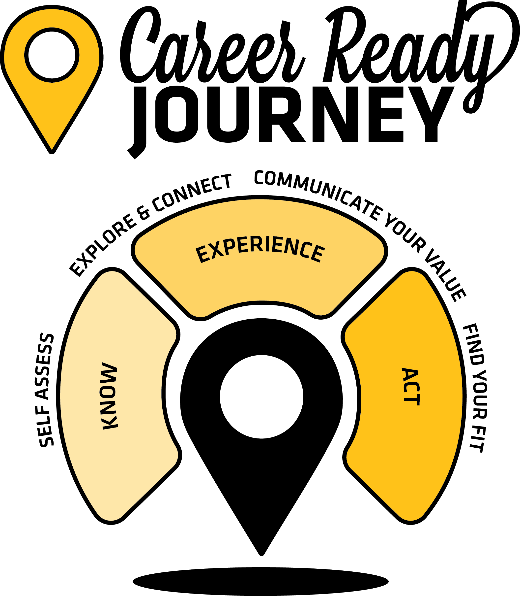 Career Ready
JOURNEY
SELF ASSESS
EXPLORE & CONNECT
COMMUNICATE YOUR VALUE
FIND YOUR FIT
KNOW
EXPERIENCE
ACT